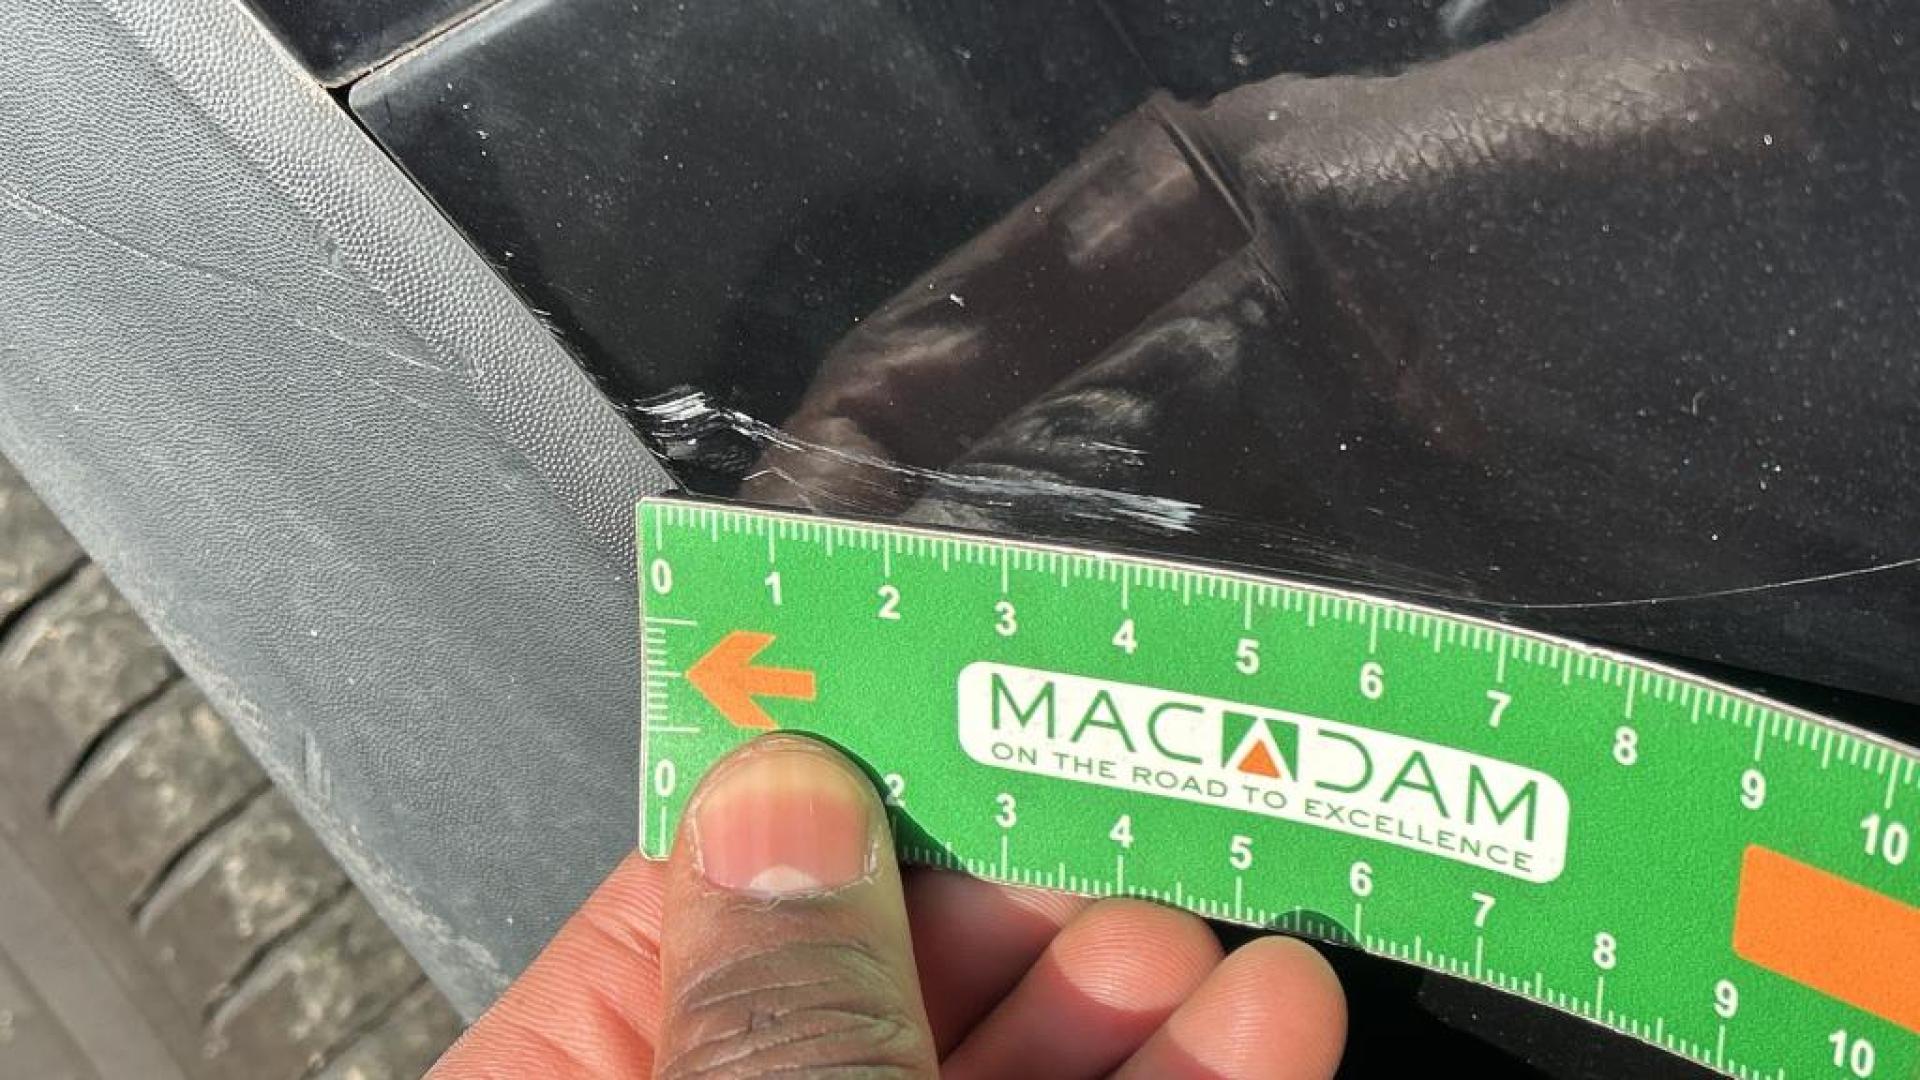 0 1 2 3 4 5 6 7 8 9 10
MACADAM
ON THE ROAD TO EXCELLENCE
0 2 3 4 5 6 7 8 9 10